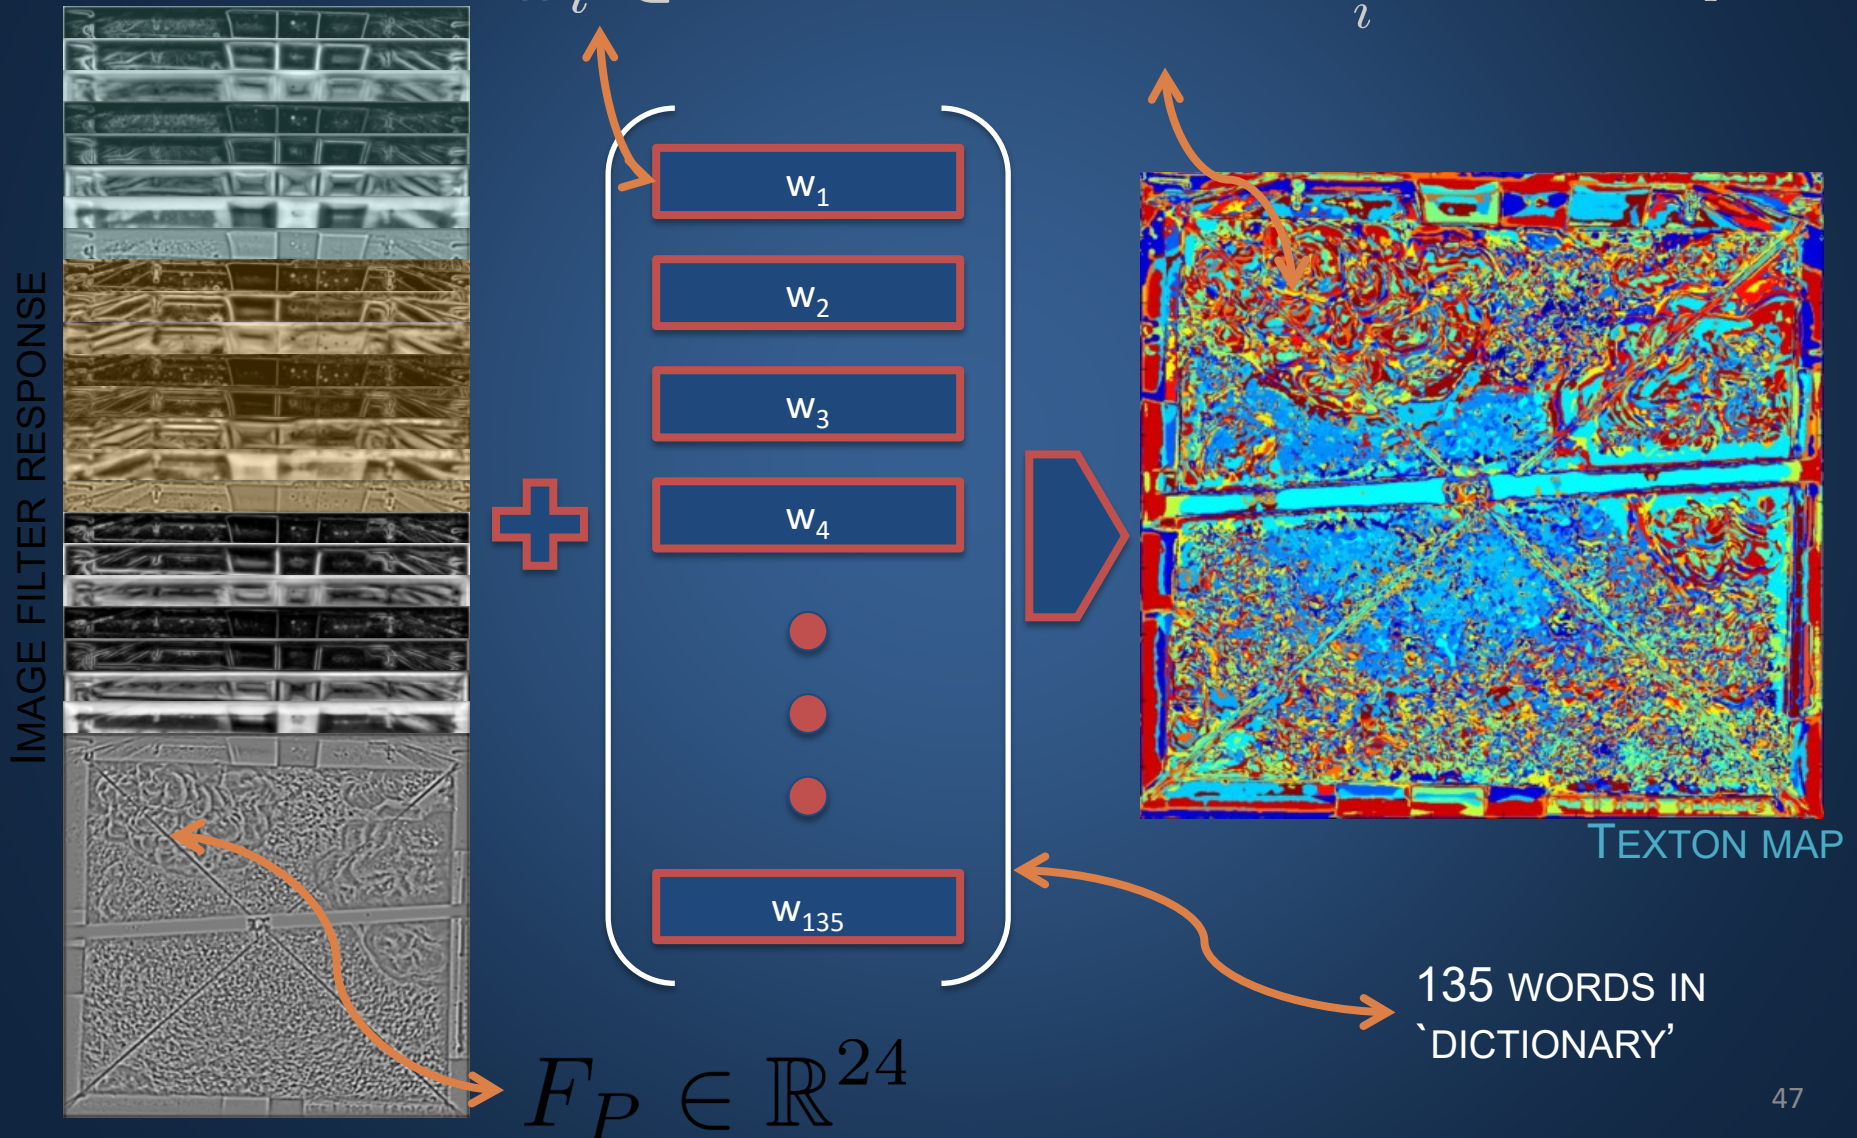 IMAGE FILTER RESPONSE
w1
w2
w3
w4
w135
TEXTON MAP
135 WORDS IN
`DICTIONARY’
F_P ∈ ℝ^24
47